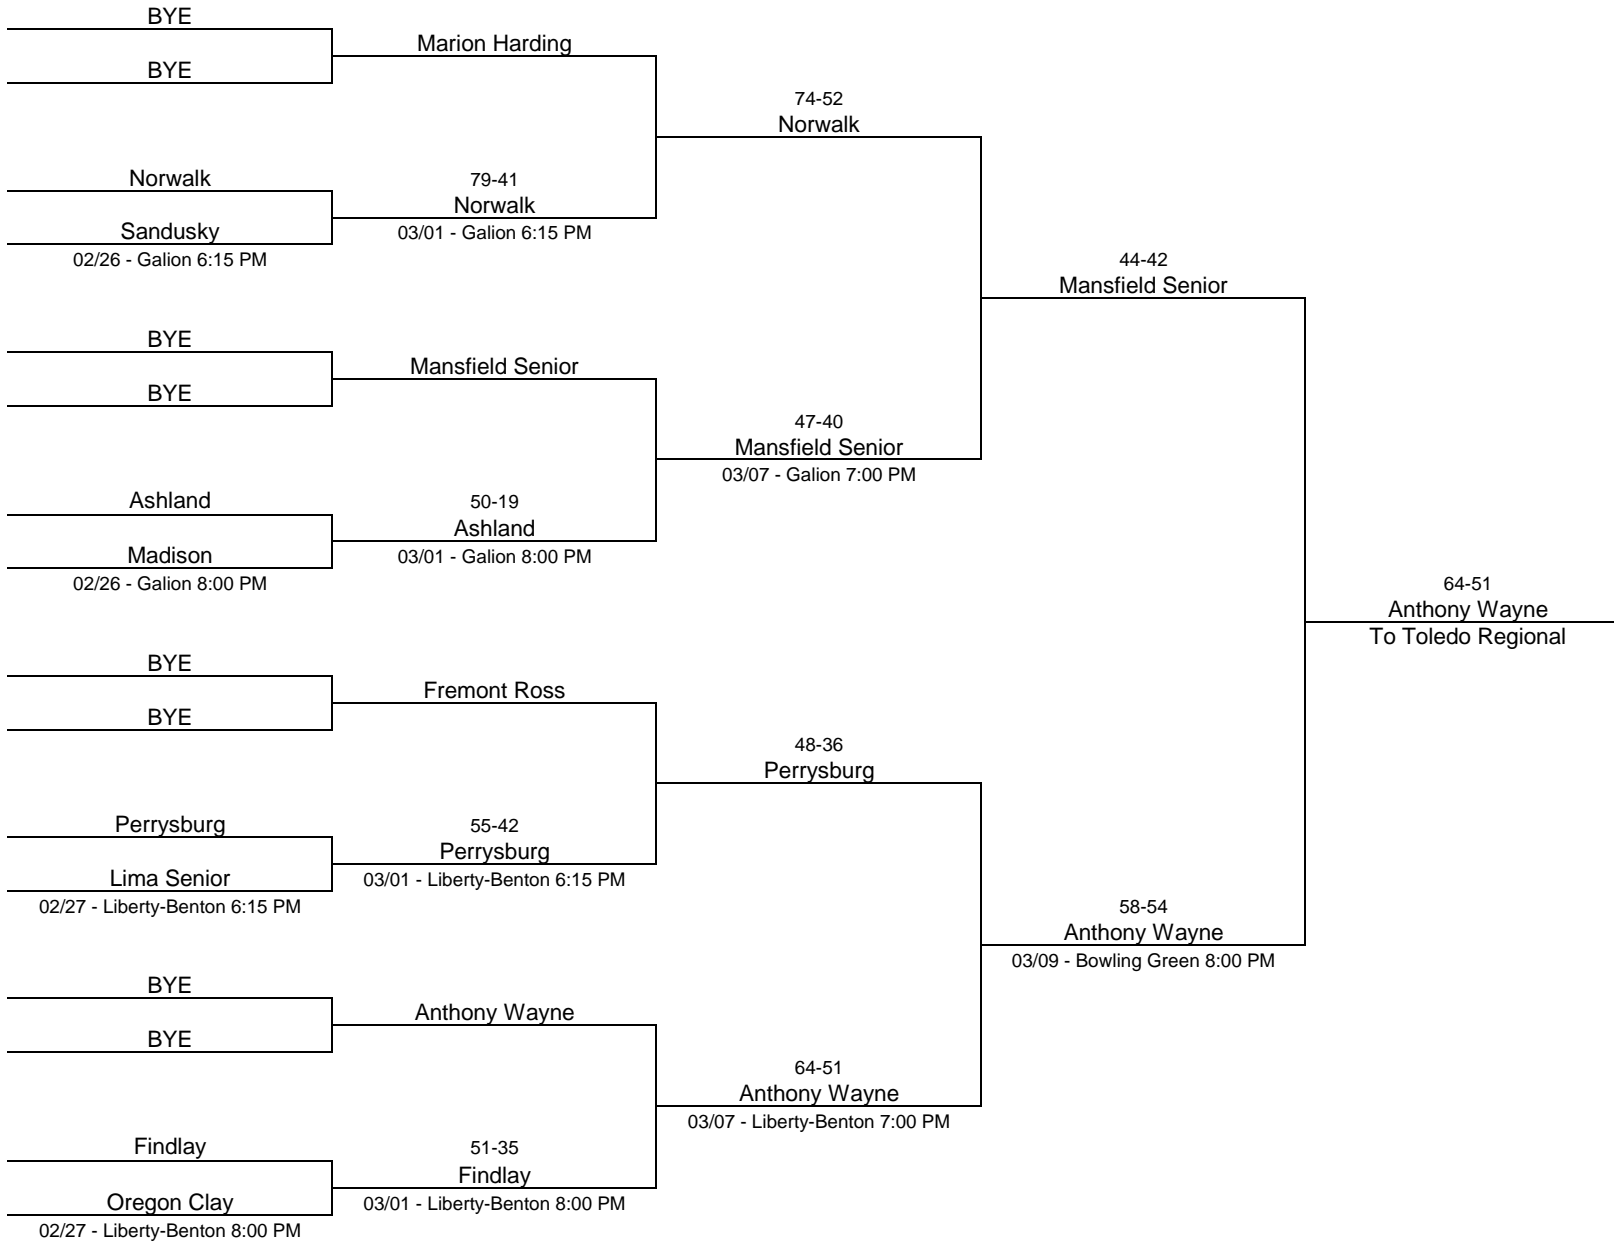 BYE
BYE
Marion Harding
Norwalk
Sandusky
02/26 - Galion 6:15 PM
79-41
Norwalk
03/01 - Galion 6:15 PM
74-52
Norwalk
BYE
BYE
Mansfield Senior
Ashland
Madison
02/26 - Galion 8:00 PM
50-19
Ashland
03/01 - Galion 8:00 PM
47-40
Mansfield Senior
03/07 - Galion 7:00 PM
44-42
Mansfield Senior
BYE
BYE
Fremont Ross
Perrysburg
Lima Senior
02/27 - Liberty-Benton 6:15 PM
55-42
Perrysburg
03/01 - Liberty-Benton 6:15 PM
48-36
Perrysburg
BYE
BYE
Anthony Wayne
Findlay
Oregon Clay
02/27 - Liberty-Benton 8:00 PM
51-35
Findlay
03/01 - Liberty-Benton 8:00 PM
64-51
Anthony Wayne
03/07 - Liberty-Benton 7:00 PM
58-54
Anthony Wayne
03/09 - Bowling Green 8:00 PM
64-51
Anthony Wayne
To Toledo Regional